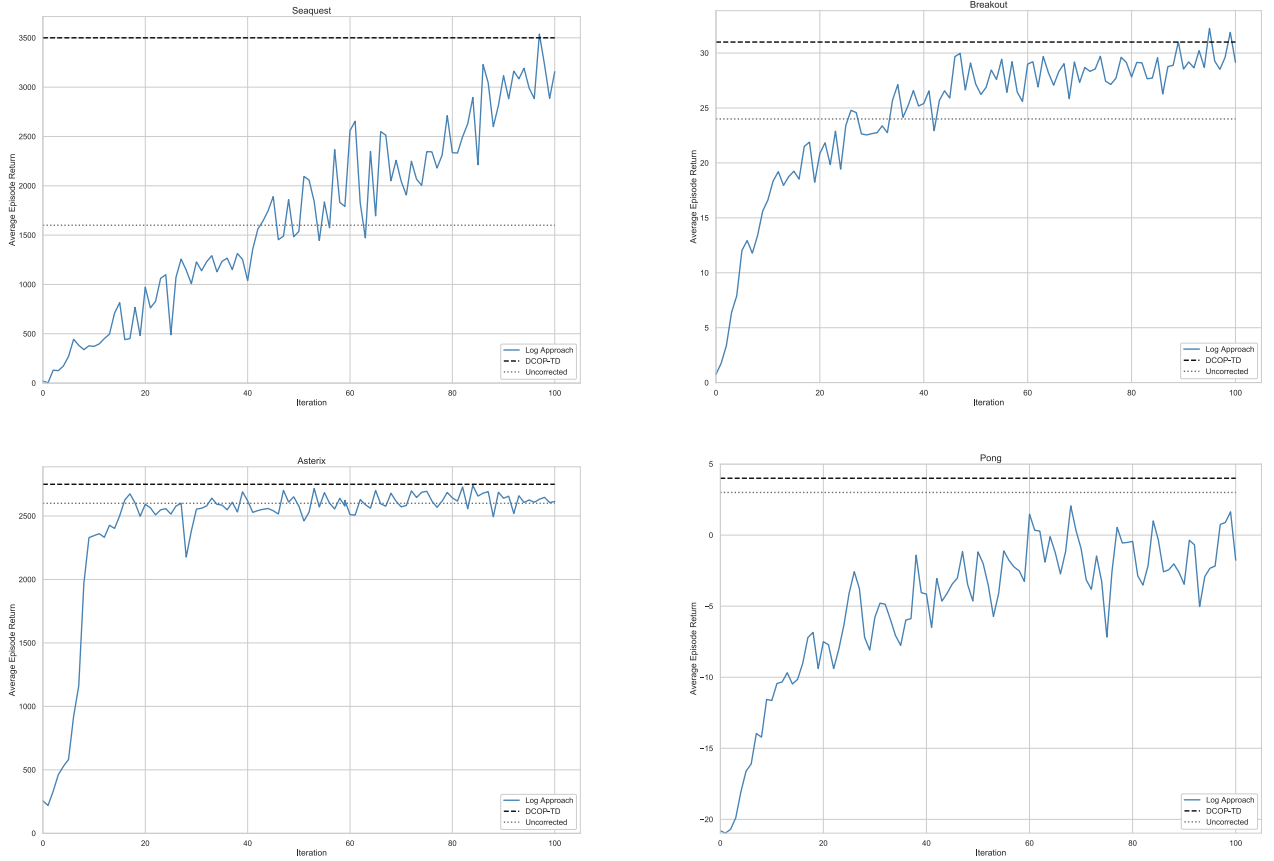 Seaquest
3500
3000
2500
2000
1500
1000
500
0
Average Episode Return
0 20 40 60 80 100
Iteration
Log Approach
DCOP-TD
Uncorrected
Breakout
30
25
20
15
10
5
0
Average Episode Return
0 20 40 60 80 100
Iteration
Log Approach
DCOP-TD
Uncorrected
Asterix
2500
2000
1500
1000
500
0
Average Episode Return
0 20 40 60 80 100
Iteration
Log Approach
DCOP-TD
Uncorrected
Pong
5
0
−5
−10
−15
−20
Average Episode Return
0 20 40 60 80 100
Iteration
Log Approach
DCOP-TD
Uncorrected